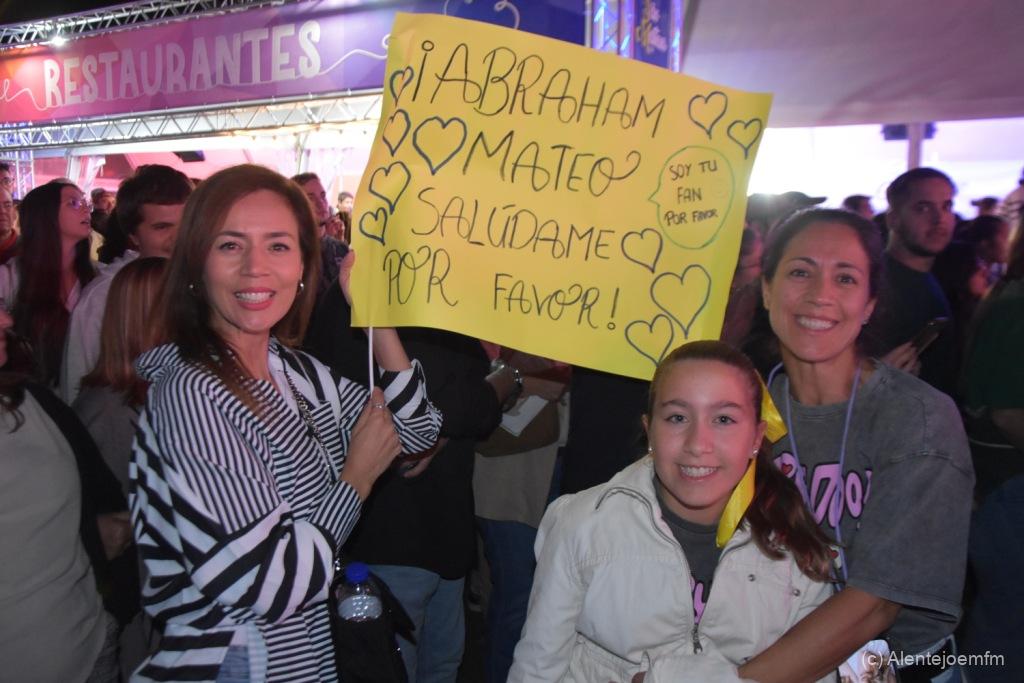 RESTAURANTES
¡ABRAHAM
MATEO
SALÚDAME
POR FAVOR!
SOY TU
FAN
POR FAVOR
(c) Alentejoemfm